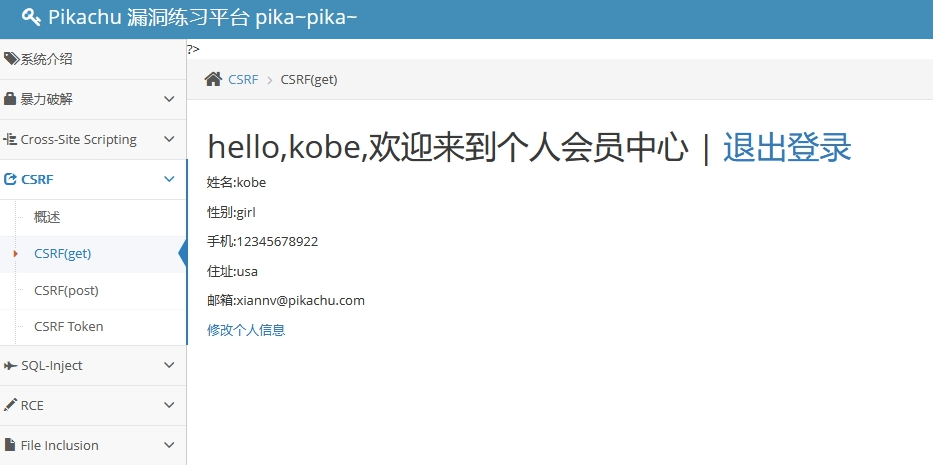 Pikachu 漏洞练习平台 pika~pika~
系统介绍
暴力破解
Cross-Site Scripting
CSRF
概述
CSRF(get)
CSRF(post)
CSRF Token
SQL-Inject
RCE
File Inclusion
?>
CSRF > CSRF(get)
hello,kobe,欢迎来到个人会员中心 | 退出登录
姓名:kobe
性别:girl
手机:12345678922
住址:usa
邮箱:xiannv@pikachu.com
修改个人信息